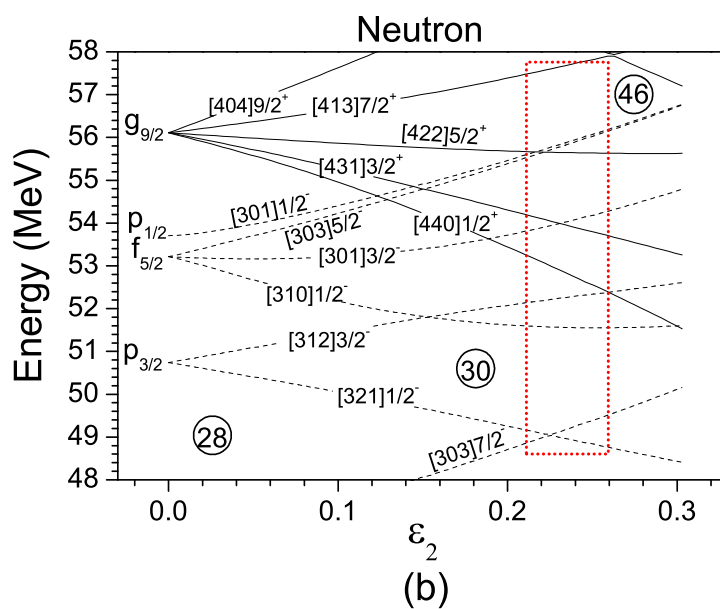 Neutron
58
57
56
55
54
53
52
51
50
49
48
Energy (MeV)
g9/2
p1/2
f5/2
p3/2
[404]9/2+
[413]7/2+
[422]5/2+
[431]3/2+
[301]1/2-
[303]5/2-
[440]1/2+
[301]3/2-
[310]1/2-
[312]3/2-
[321]1/2-
[303]7/2-
46
30
28
0.0 0.1 0.2 0.3
ε2
(b)